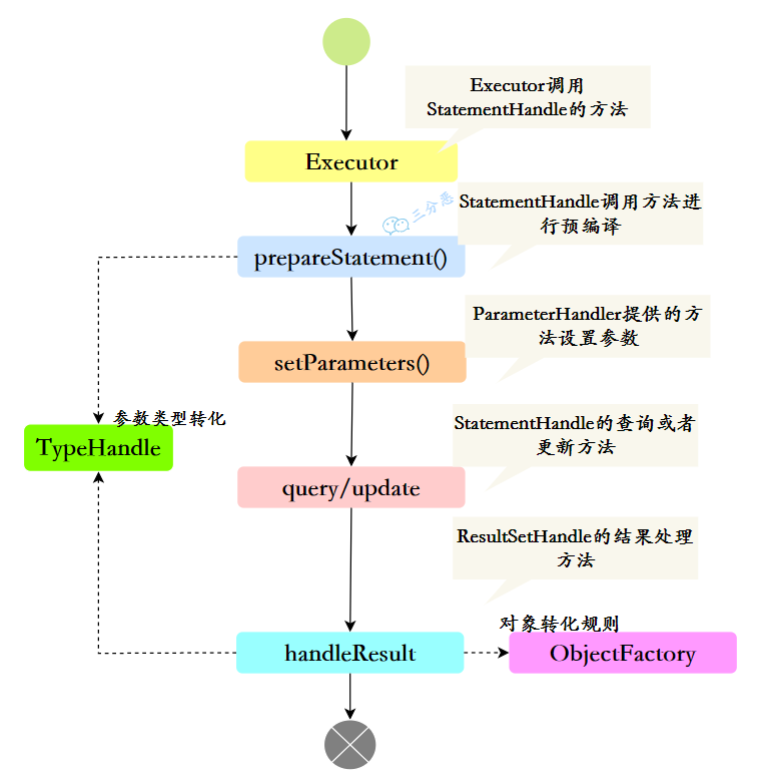 Executor调用
StatementHandle的方法
Executor
三分恶
StatementHandle调用方法进
行预编译
prepareStatement()
ParameterHandler提供的方
法设置参数
setParameters()
参数类型转化
TypeHandle
StatementHandle的查询或者
更新方法
query/update
ResultSetHandle的结果处理
方法
对象转化规则
handleResult
ObjectFactory